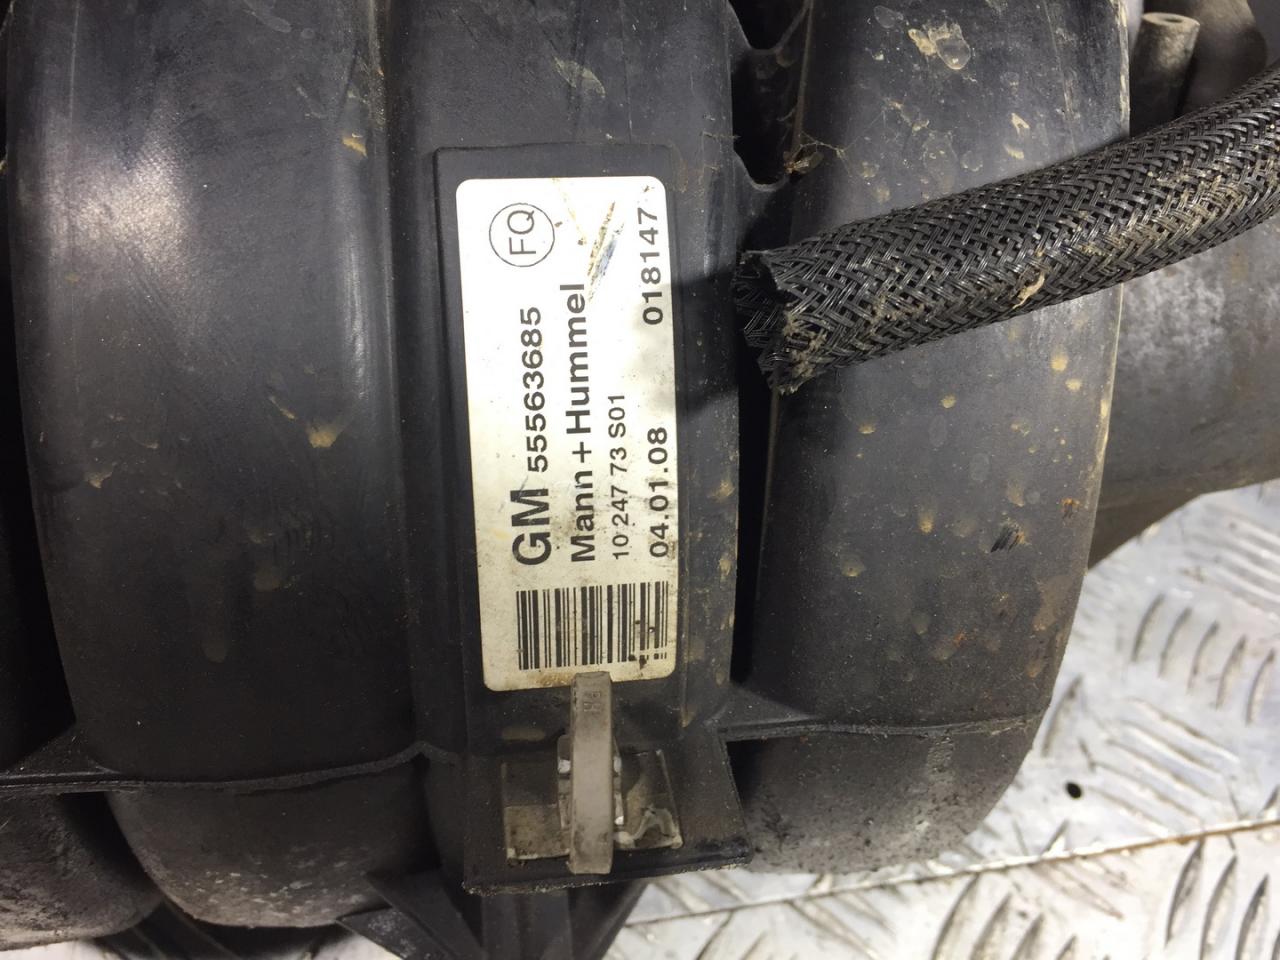 FQ
GM 55563685
Mann+Hummel
10 247 73 S01
04.01.08 018147